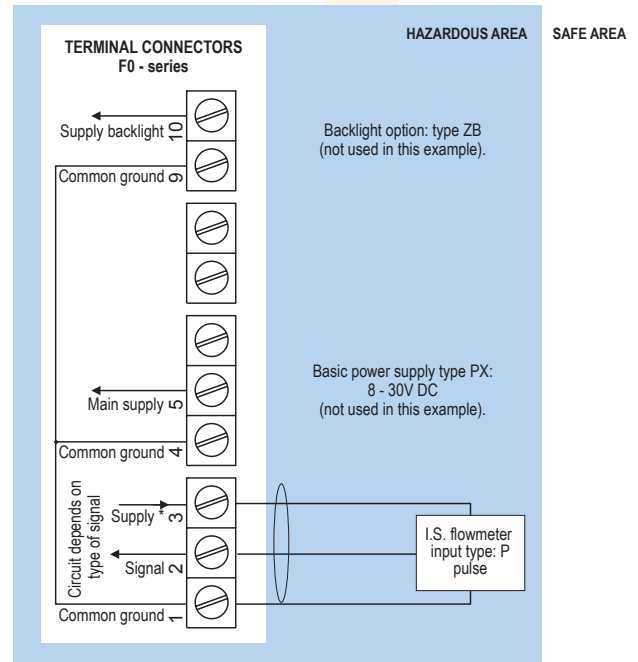 HAZARDOUS AREA
SAFE AREA
TERMINAL CONNECTORS
F0 - series
Supply backlight
10
Common ground
9
Backlight option: type ZB
(not used in this example).
Main supply
5
Common ground
4
Basic power supply type PX:
8 - 30V DC
(not used in this example).
Circuit depends on
type of signal
Supply *
3
Signal
2
Common ground
1
I.S. flowmeter
input type: P
pulse